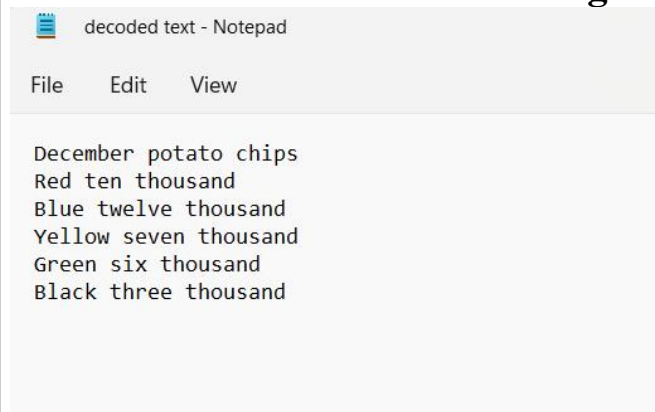 decoded text - Notepad
File Edit View
December potato chips
Red ten thousand
Blue twelve thousand
Yellow seven thousand
Green six thousand
Black three thousand